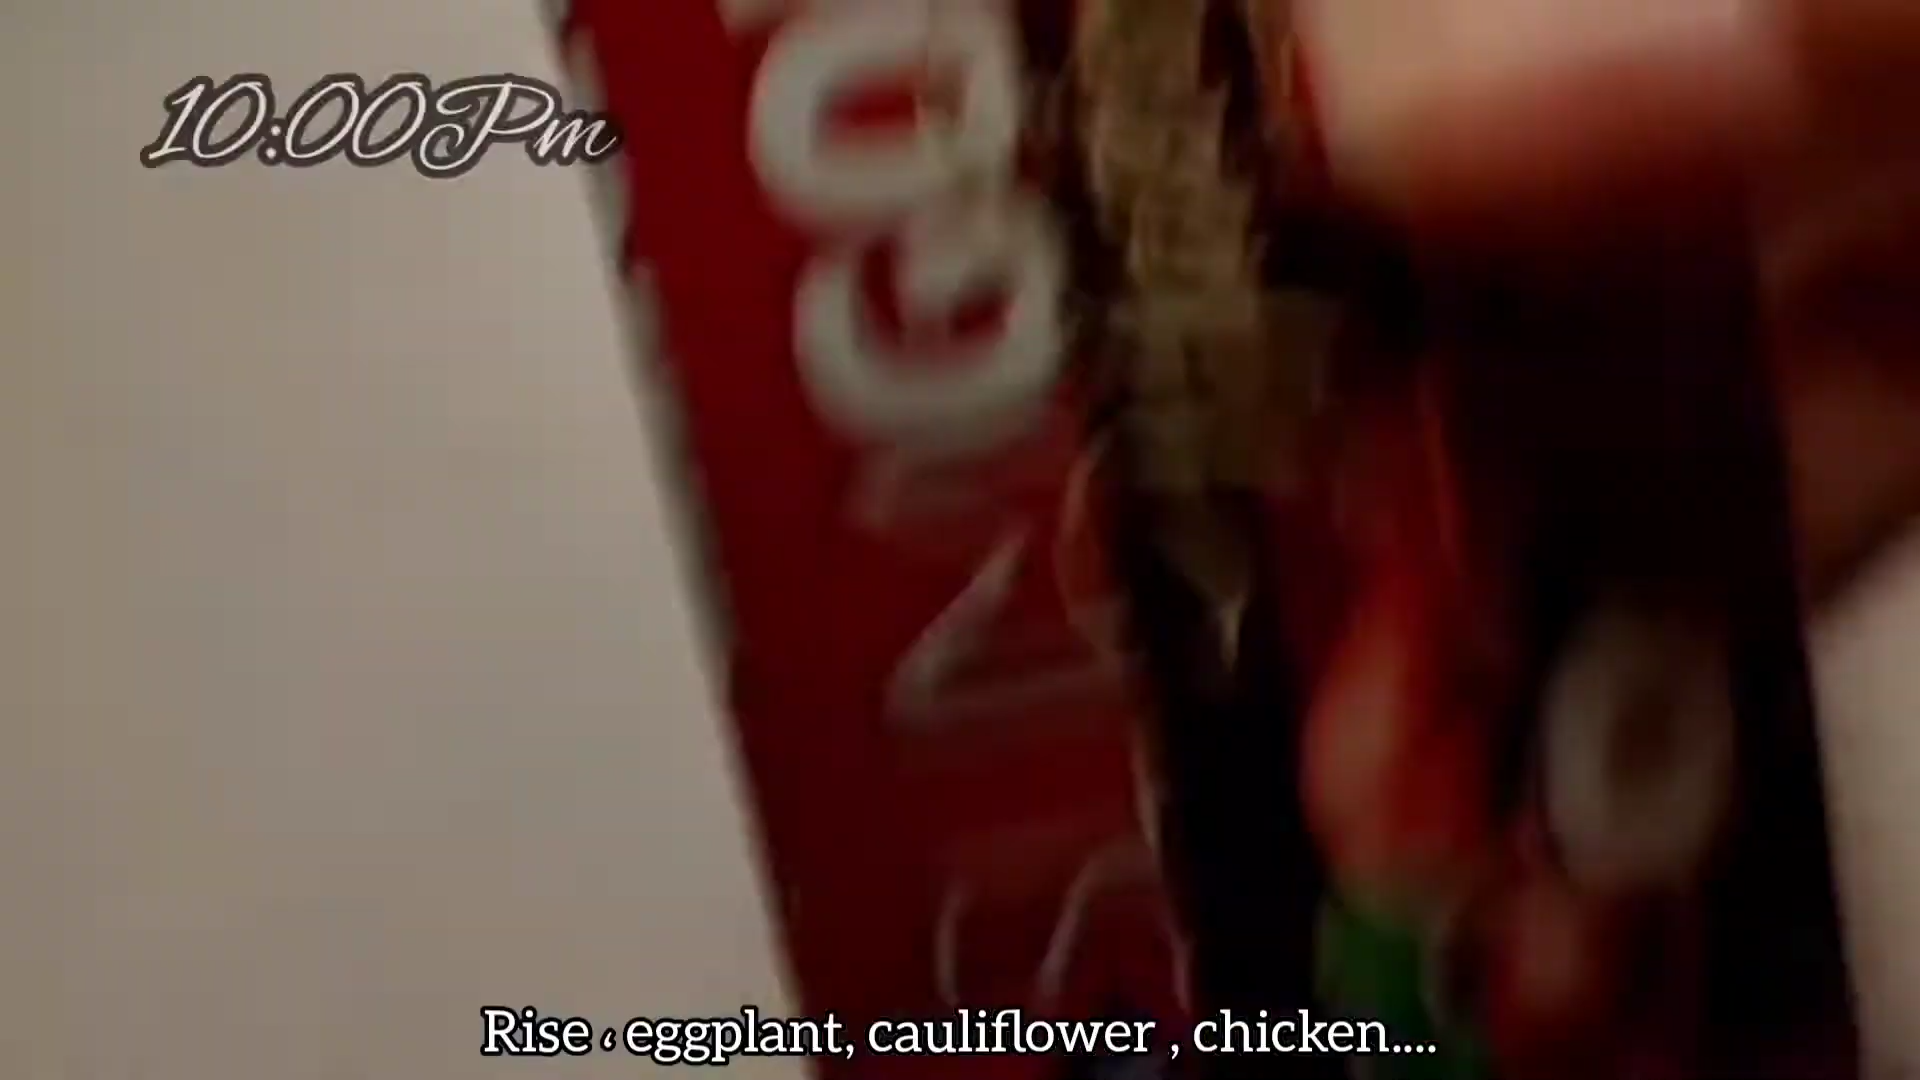 10:00Pm
Rise ، eggplant, cauliflower , chicken....